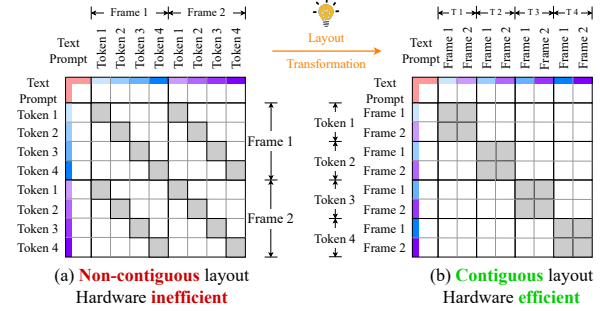 Frame 1
Frame 2
Text
Prompt
Token 1
Token 2
Token 3
Token 4
Token 1
Token 2
Token 3
Token 4
Text
Prompt
Token 1
Token 2
Token 3
Token 4
Token 1
Token 2
Token 3
Token 4
Frame 1
Frame 2
(a) Non-contiguous layout
Hardware inefficient
Layout
Transformation
Token 1
Token 2
Token 3
Token 4
T 1
T 2
T 3
T 4
Text
Prompt
Frame 1
Frame 2
Frame 1
Frame 2
Frame 1
Frame 2
Frame 1
Frame 2
Text
Prompt
Frame 1
Frame 2
Frame 1
Frame 2
Frame 1
Frame 2
Frame 1
Frame 2
(b) Contiguous layout
Hardware efficient